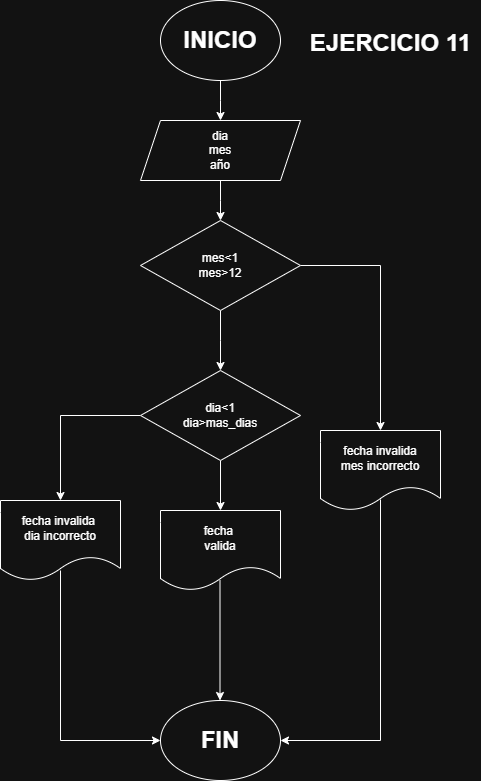 INICIO
EJERCICIO 11
dia
mes
año
mes<1
mes>12
dia<1
dia>mas_dias
fecha invalida
mes incorrecto
fecha invalida
dia incorrecto
fecha
valida
FIN